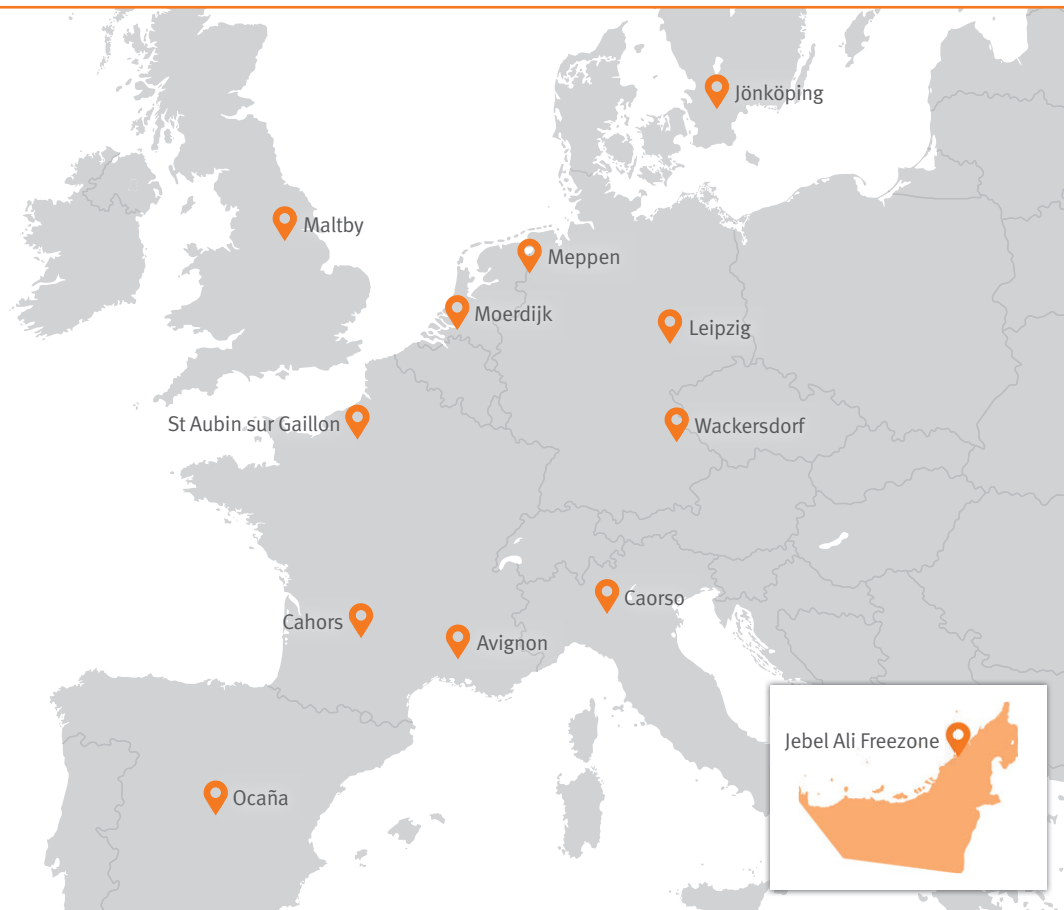 Jönköping
Maltby
Meppen
Moerdijk
Leipzig
St Aubin sur Gaillon
Wackersdorf
Caorso
Cahors
Avignon
Jebel Ali Freezone
Ocaña